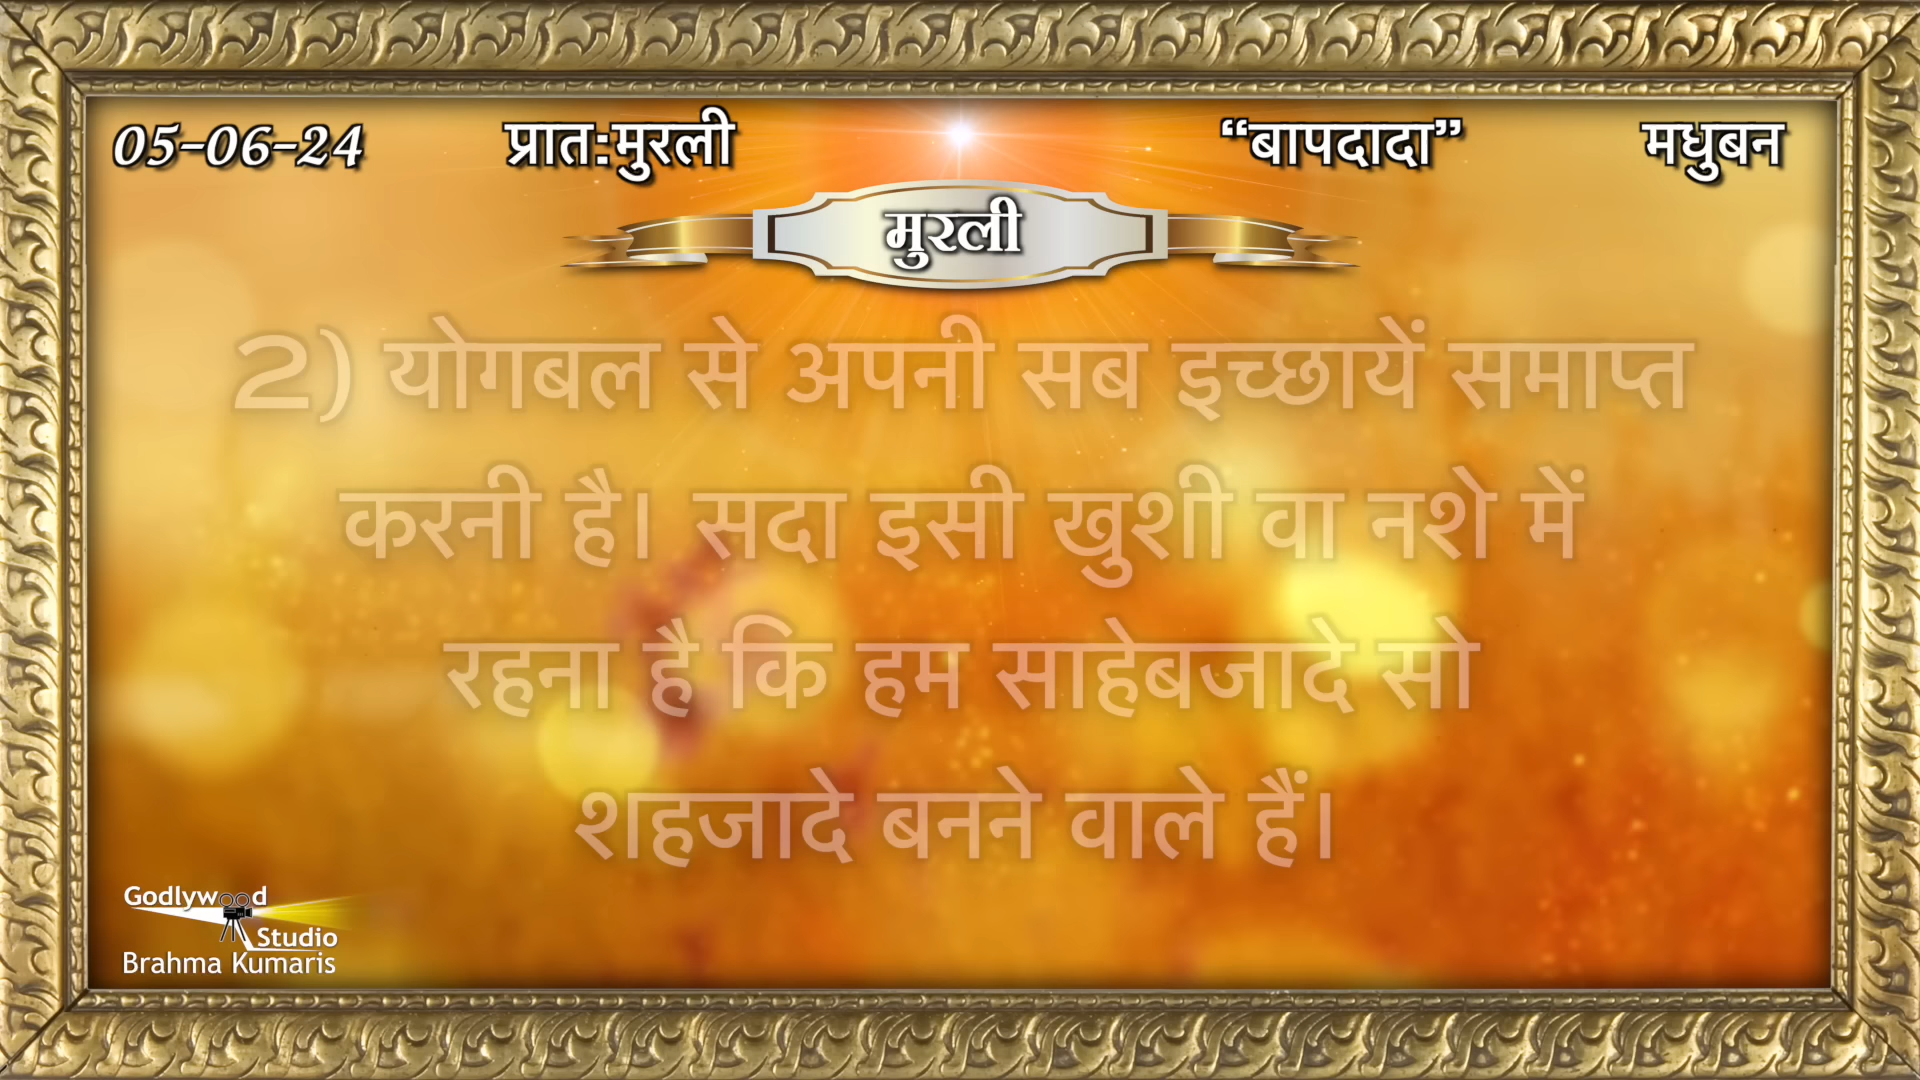 05-06-24 प्रात:मुरली “बापदादा” मधुबन
मुरली
2) योगबल से अपनी सब इच्छायें समाप्त
करनी है। सदा इसी खुशी वा नशे में
रहना है कि हम साहेबजादे सो
शहजादे बनने वाले हैं।
Godlywood
Studio
Brahma Kumaris